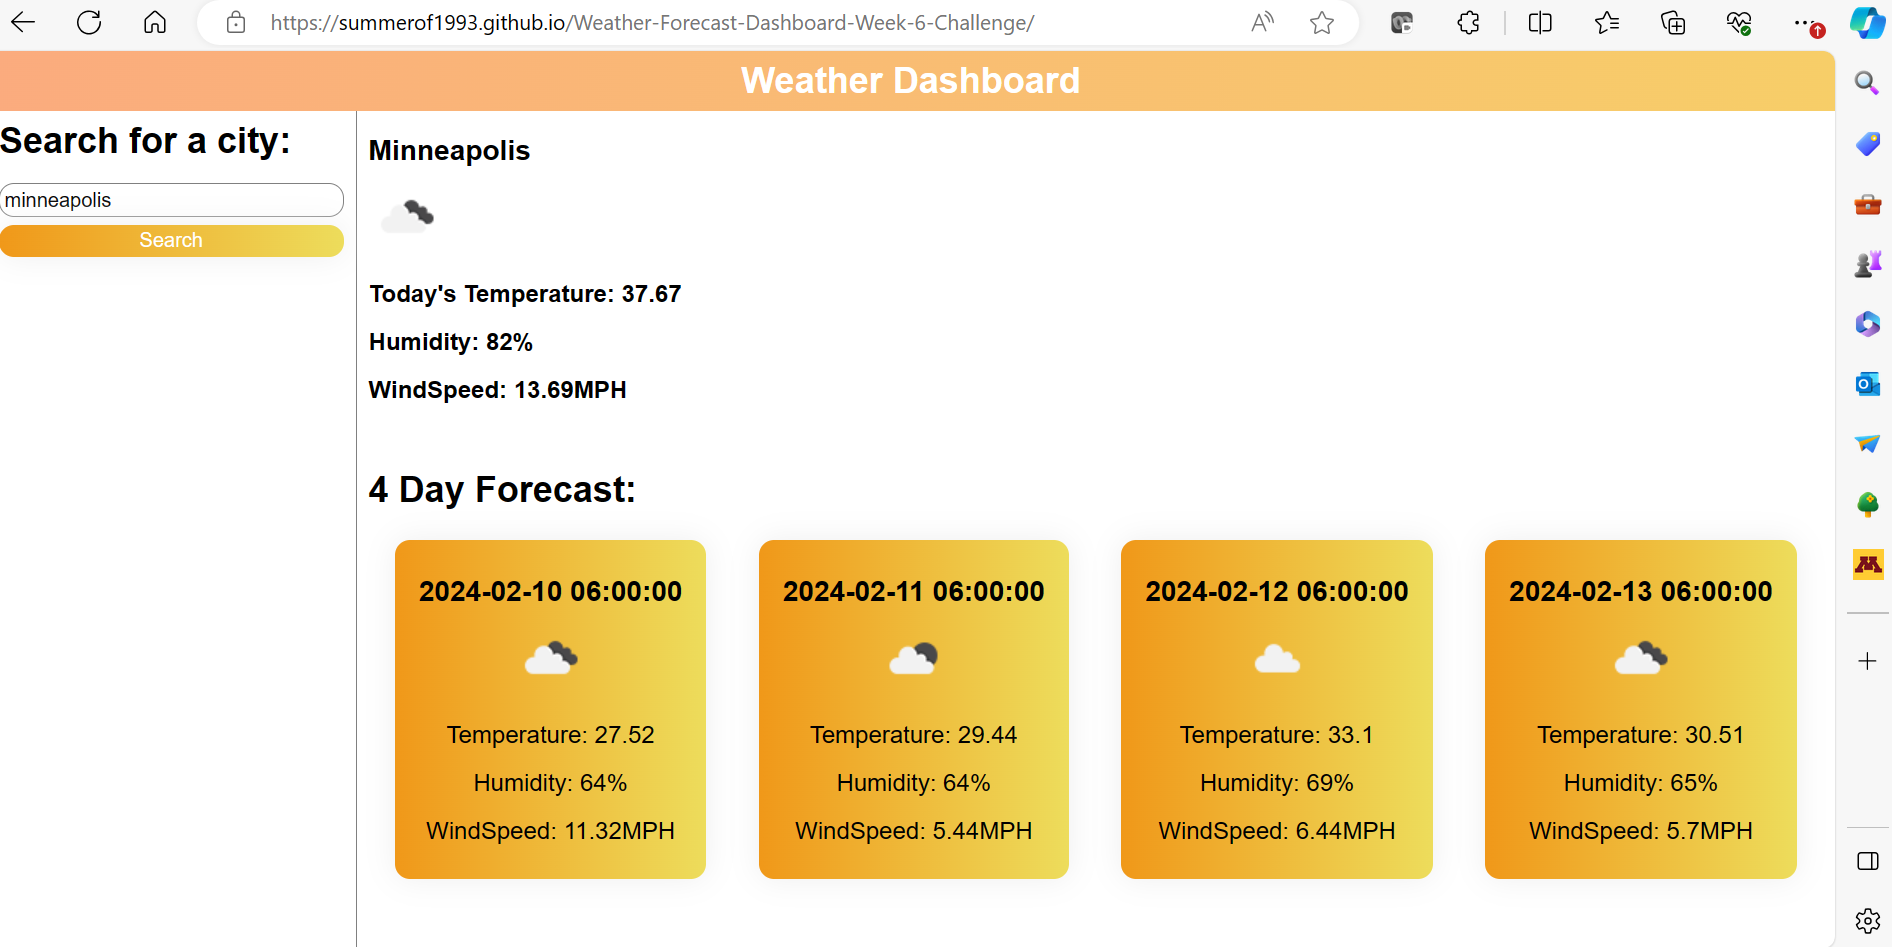 https://summerof1993.github.io/Weather-Forecast-Dashboard-Week-6-Challenge/
Weather Dashboard
Search for a city:
minneapolis
Search
Minneapolis
Today's Temperature: 37.67
Humidity: 82%
WindSpeed: 13.69MPH
4 Day Forecast:
2024-02-10 06:00:00
Temperature: 27.52
Humidity: 64%
WindSpeed: 11.32MPH
2024-02-11 06:00:00
Temperature: 29.44
Humidity: 64%
WindSpeed: 5.44MPH
2024-02-12 06:00:00
Temperature: 33.1
Humidity: 69%
WindSpeed: 6.44MPH
2024-02-13 06:00:00
Temperature: 30.51
Humidity: 65%
WindSpeed: 5.7MPH